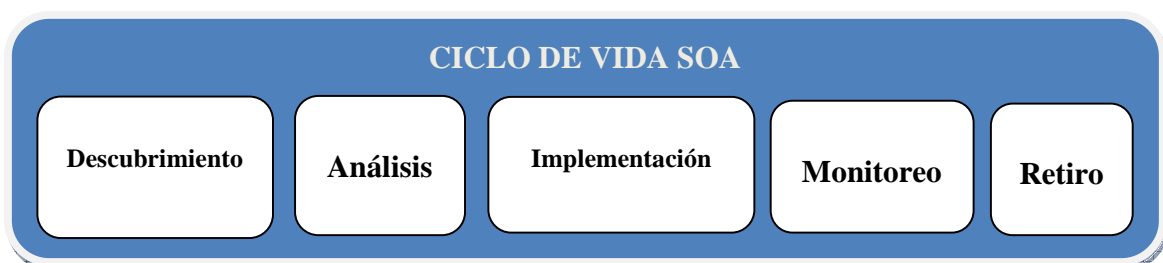 CICLO DE VIDA SOA
Descubrimiento
Análisis
Implementación
Monitoreo
Retiro